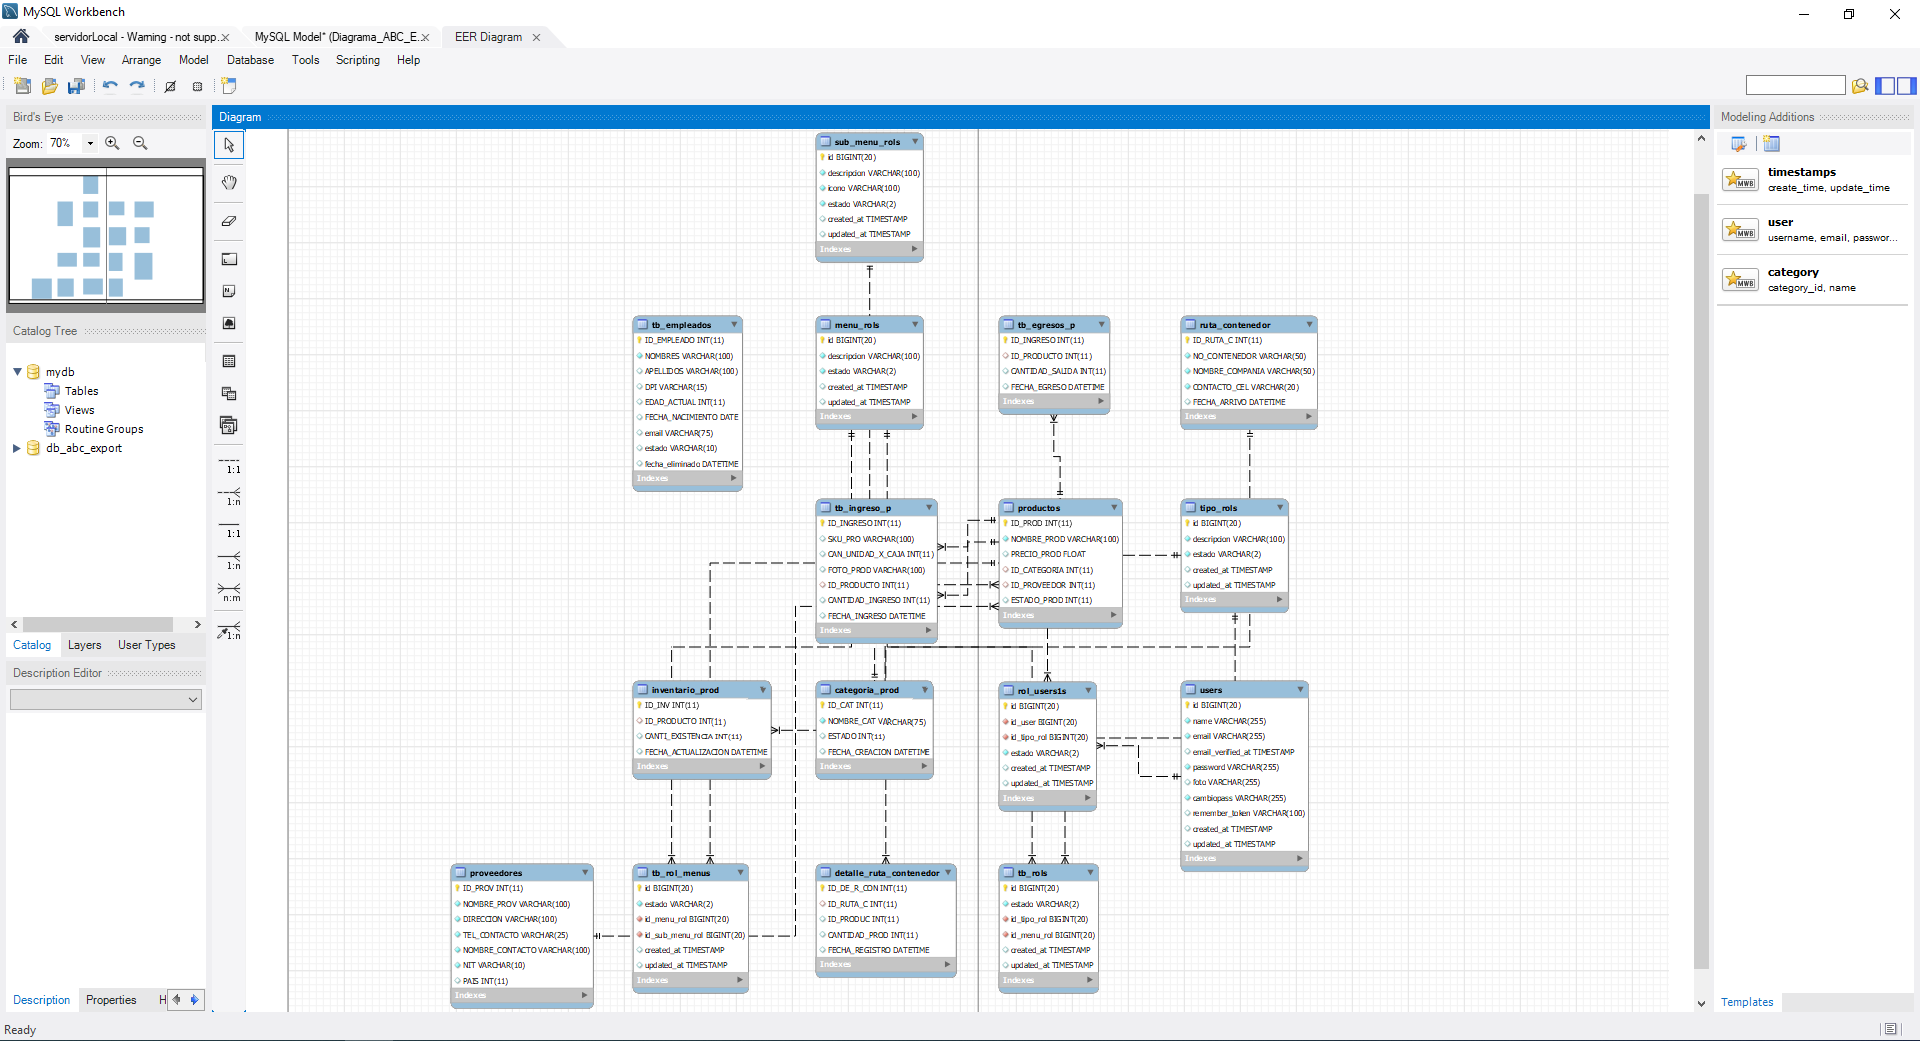 MySQL Workbench
servidorLocal - Warning - not supp...
MySQL Model* (Diagrama_ABC_E...
EER Diagram
File Edit View Arrange Model Database Tools Scripting Help
Bird's Eye
Zoom: 70%
Catalog Tree
mydb
Tables
Views
Routine Groups
db_abc_export
Catalog Layers User Types
Description Editor
Description Properties H
Ready
Diagram
1:1
1:n
1:1
1:n
n:m
1:n
sub_menu_rols
id BIGINT(20)
descripcion VARCHAR(100)
icono VARCHAR(100)
estado VARCHAR(2)
created_at TIMESTAMP
updated_at TIMESTAMP
Indexes
tb_empleados
ID_EMPLEADO INT(11)
NOMBRES VARCHAR(100)
APELLIDOS VARCHAR(100)
DPI VARCHAR(15)
EDAD_ACTUAL INT(11)
FECHA_NACIMIENTO DATE
email VARCHAR(75)
estado VARCHAR(10)
fecha_eliminado DATETIME
Indexes
menu_rols
id BIGINT(20)
descripcion VARCHAR(100)
estado VARCHAR(2)
created_at TIMESTAMP
updated_at TIMESTAMP
Indexes
tb_egresos_p
ID_INGRESO INT(11)
ID_PRODUCTO INT(11)
CANTIDAD_SALIDA INT(11)
FECHA_EGRESO DATETIME
Indexes
ruta_contenedor
ID_RUTA_C INT(11)
NO_CONTENEDOR VARCHAR(50)
NOMBRE_COMPANIA VARCHAR(50)
CONTACTO_CEL VARCHAR(20)
FECHA_ARRIVO DATETIME
Indexes
tb_ingreso_p
ID_INGRESO INT(11)
SKU_PRO VARCHAR(100)
CAN_UNIDAD_X_CAJA INT(11)
FOTO_PROD VARCHAR(100)
ID_PRODUCTO INT(11)
CANTIDAD_INGRESO INT(11)
FECHA_INGRESO DATETIME
Indexes
productos
ID_PROD INT(11)
NOMBRE_PROD VARCHAR(100)
PRECIO_PROD FLOAT
ID_CATEGORIA INT(11)
ID_PROVEEDOR INT(11)
ESTADO_PROD INT(11)
Indexes
tipo_rols
id BIGINT(20)
descripcion VARCHAR(100)
estado VARCHAR(2)
created_at TIMESTAMP
updated_at TIMESTAMP
Indexes
inventario_prod
ID_INV INT(11)
ID_PRODUCTO INT(11)
CANTI_EXISTENCIA INT(11)
FECHA_ACTUALIZACION DATETIME
Indexes
categoria_prod
ID_CAT INT(11)
NOMBRE_CAT VARCHAR(75)
ESTADO INT(11)
FECHA_CREACION DATETIME
Indexes
rol_users1s
id BIGINT(20)
id_user BIGINT(20)
id_tipo_rol BIGINT(20)
estado VARCHAR(2)
created_at TIMESTAMP
updated_at TIMESTAMP
Indexes
users
id BIGINT(20)
name VARCHAR(255)
email VARCHAR(255)
email_verified_at TIMESTAMP
password VARCHAR(255)
foto VARCHAR(255)
cambiopass VARCHAR(255)
remember_token VARCHAR(100)
created_at TIMESTAMP
updated_at TIMESTAMP
Indexes
proveedores
ID_PROV INT(11)
NOMBRE_PROV VARCHAR(100)
DIRECCION VARCHAR(100)
TEL_CONTACTO VARCHAR(25)
NOMBRE_CONTACTO VARCHAR(100)
NIT VARCHAR(10)
PAIS INT(11)
Indexes
tb_rol_menus
id BIGINT(20)
estado VARCHAR(2)
id_menu_rol BIGINT(20)
id_sub_menu_rol BIGINT(20)
created_at TIMESTAMP
updated_at TIMESTAMP
Indexes
detalle_ruta_contenedor
ID_DE_R_CON INT(11)
ID_RUTA_C INT(11)
ID_PRODUC INT(11)
CANTIDAD_PROD INT(11)
FECHA_REGISTRO DATETIME
Indexes
tb_rols
id BIGINT(20)
estado VARCHAR(2)
id_tipo_rol BIGINT(20)
id_menu_rol BIGINT(20)
created_at TIMESTAMP
updated_at TIMESTAMP
Indexes
Modeling Additions
MWB
timestamps
create_time, update_time
MWB
user
username, email, passwor...
MWB
category
category_id, name
Templates